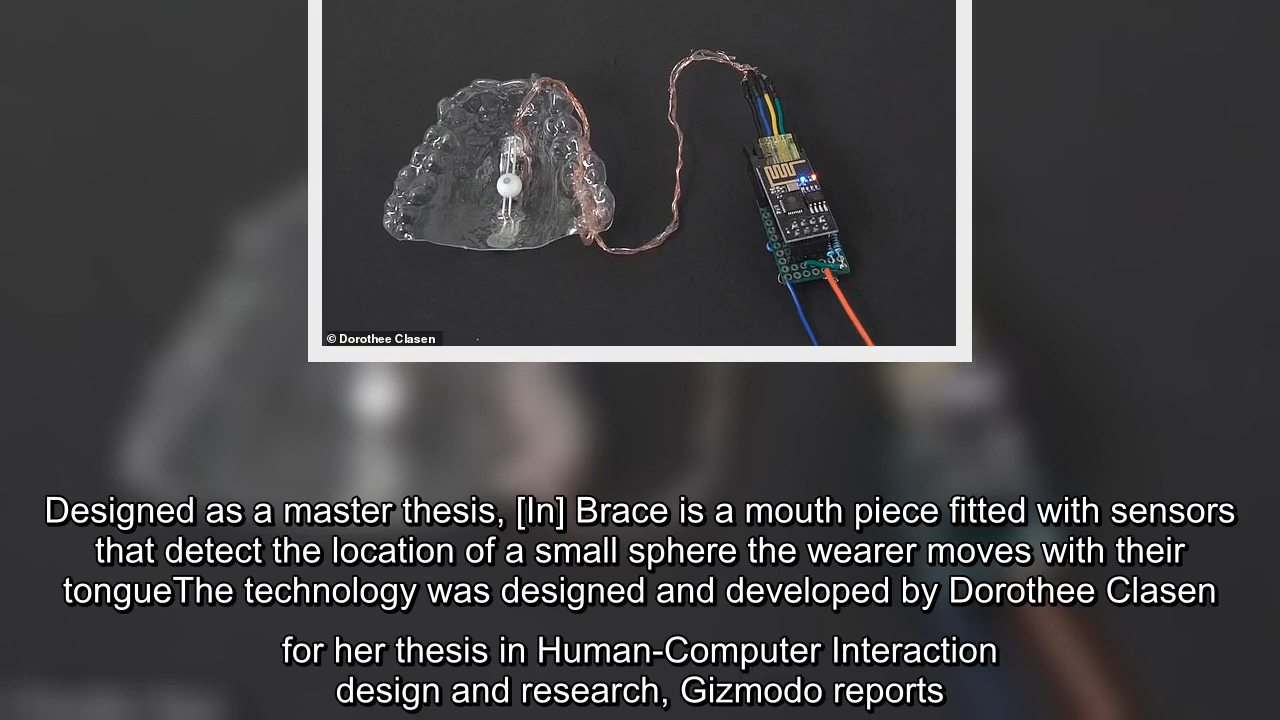 © Dorothee Clasen
Designed as a master thesis, [In] Brace is a mouth piece fitted with sensors
that detect the location of a small sphere the wearer moves with their
tongueThe technology was designed and developed by Dorothee Clasen
for her thesis in Human-Computer Interaction
design and research, Gizmodo reports